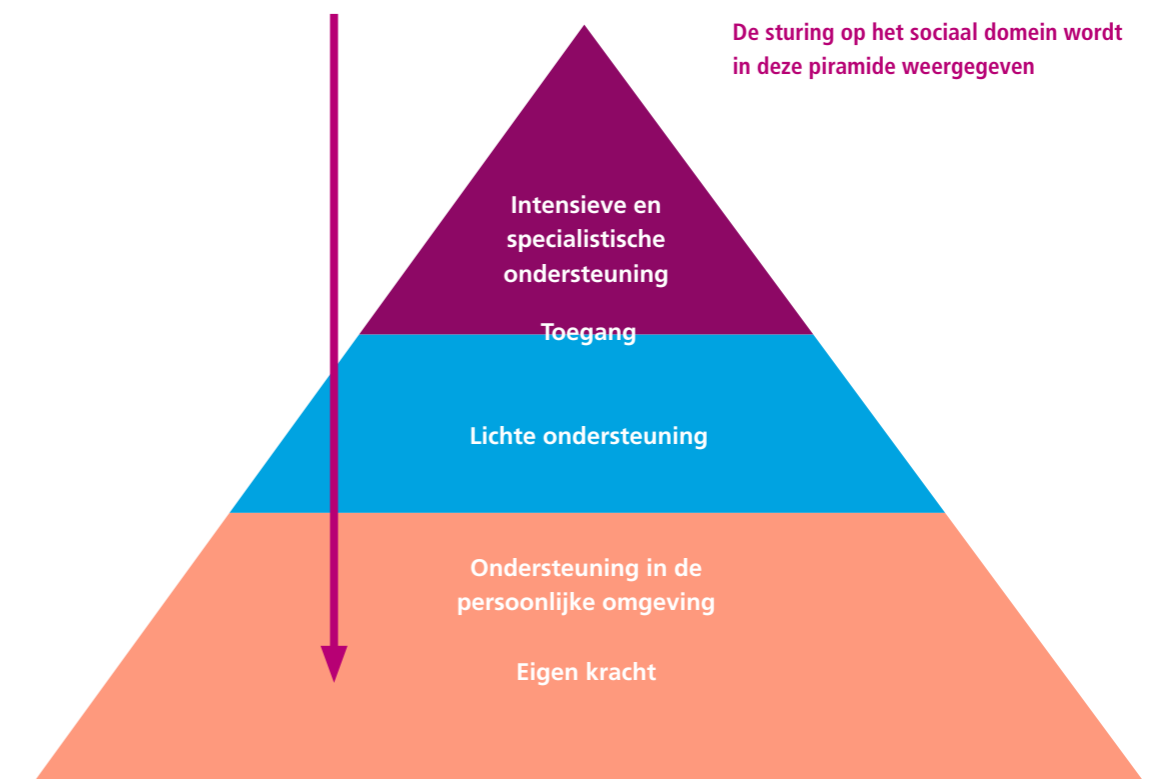 De sturing op het sociaal domein wordt
in deze piramide weergegeven
Intensieve en
specialistische
ondersteuning
Toegang
Lichte ondersteuning
Ondersteuning in de
persoonlijke omgeving
Eigen kracht